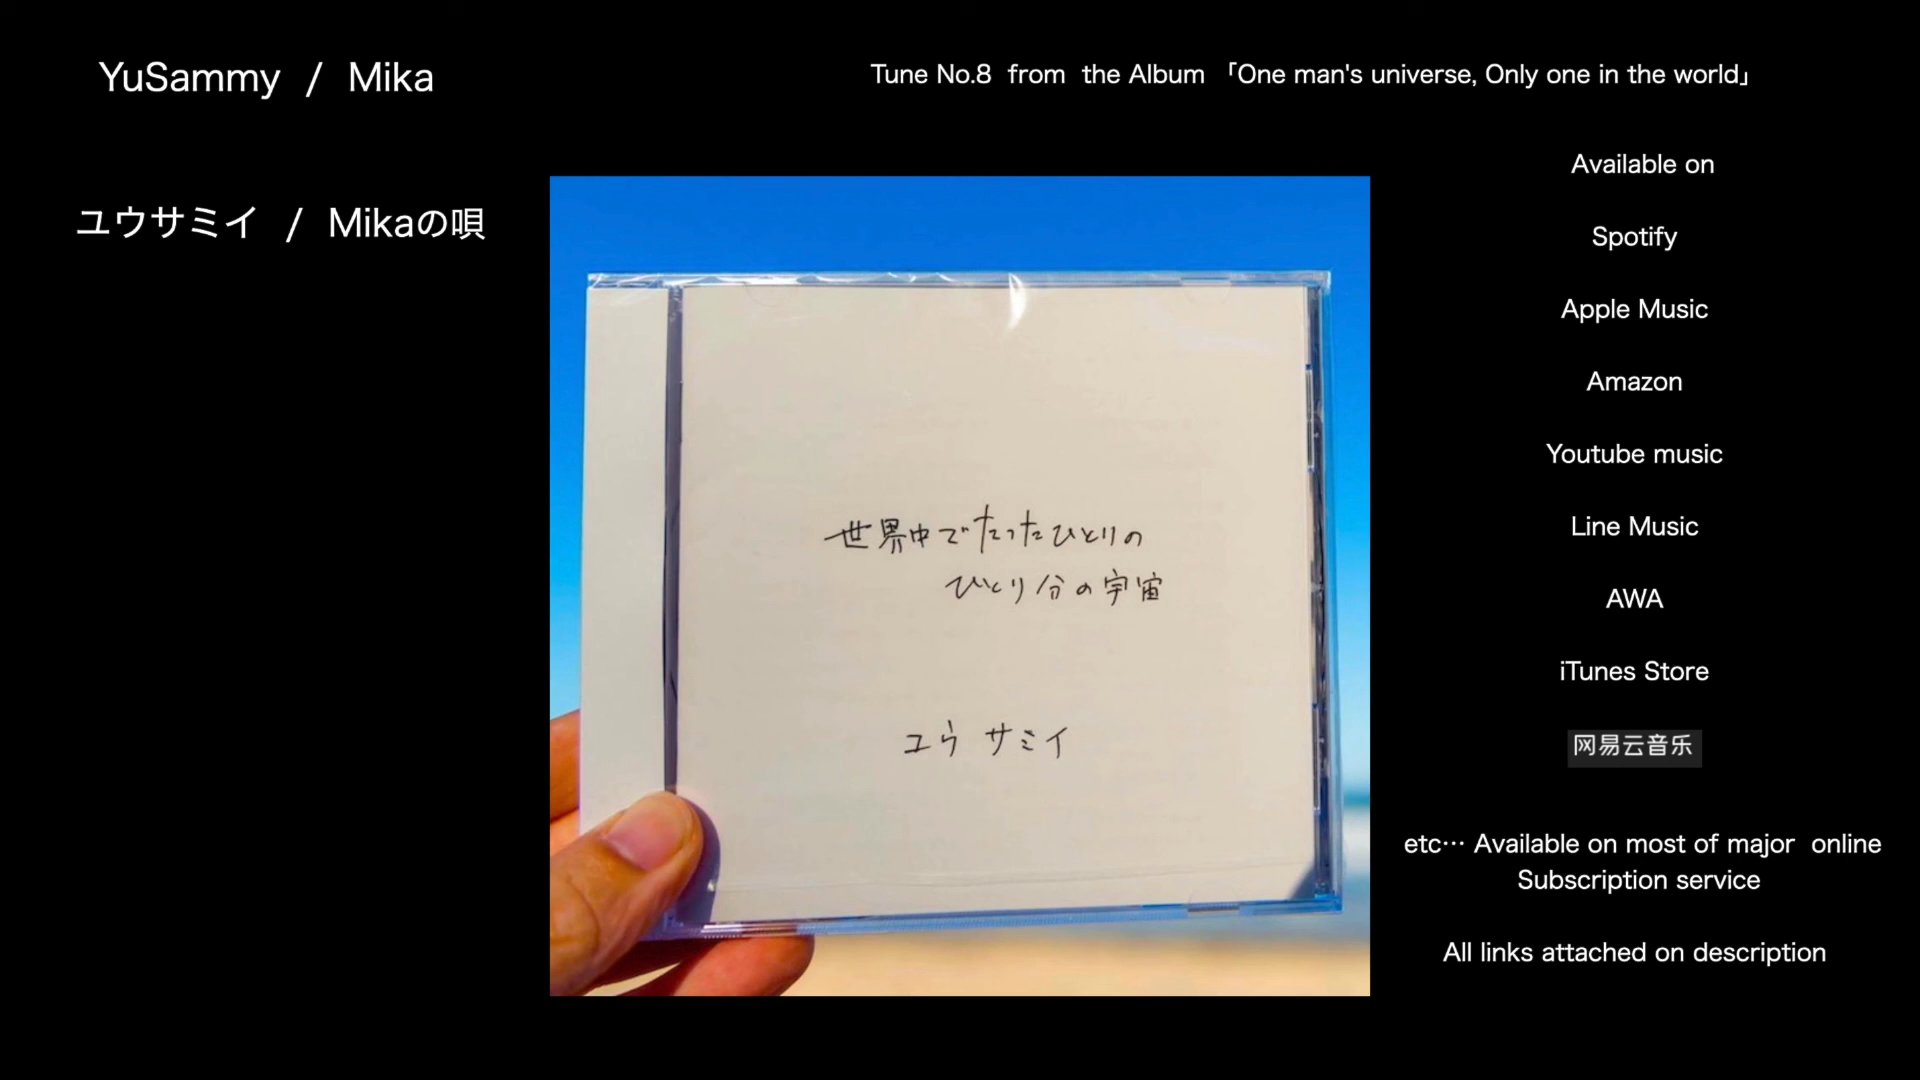 YuSammy / Mika
Tune No.8 from the Album 「One man's universe, Only one in the world」
ユウサミイ / Mikaの唄
世界中でたったひとりの
ひとり分の宇宙
ユウ サミイ
Available on
Spotify
Apple Music
Amazon
Youtube music
Line Music
AWA
iTunes Store
网易云音乐
etc… Available on most of major online
Subscription service
All links attached on description